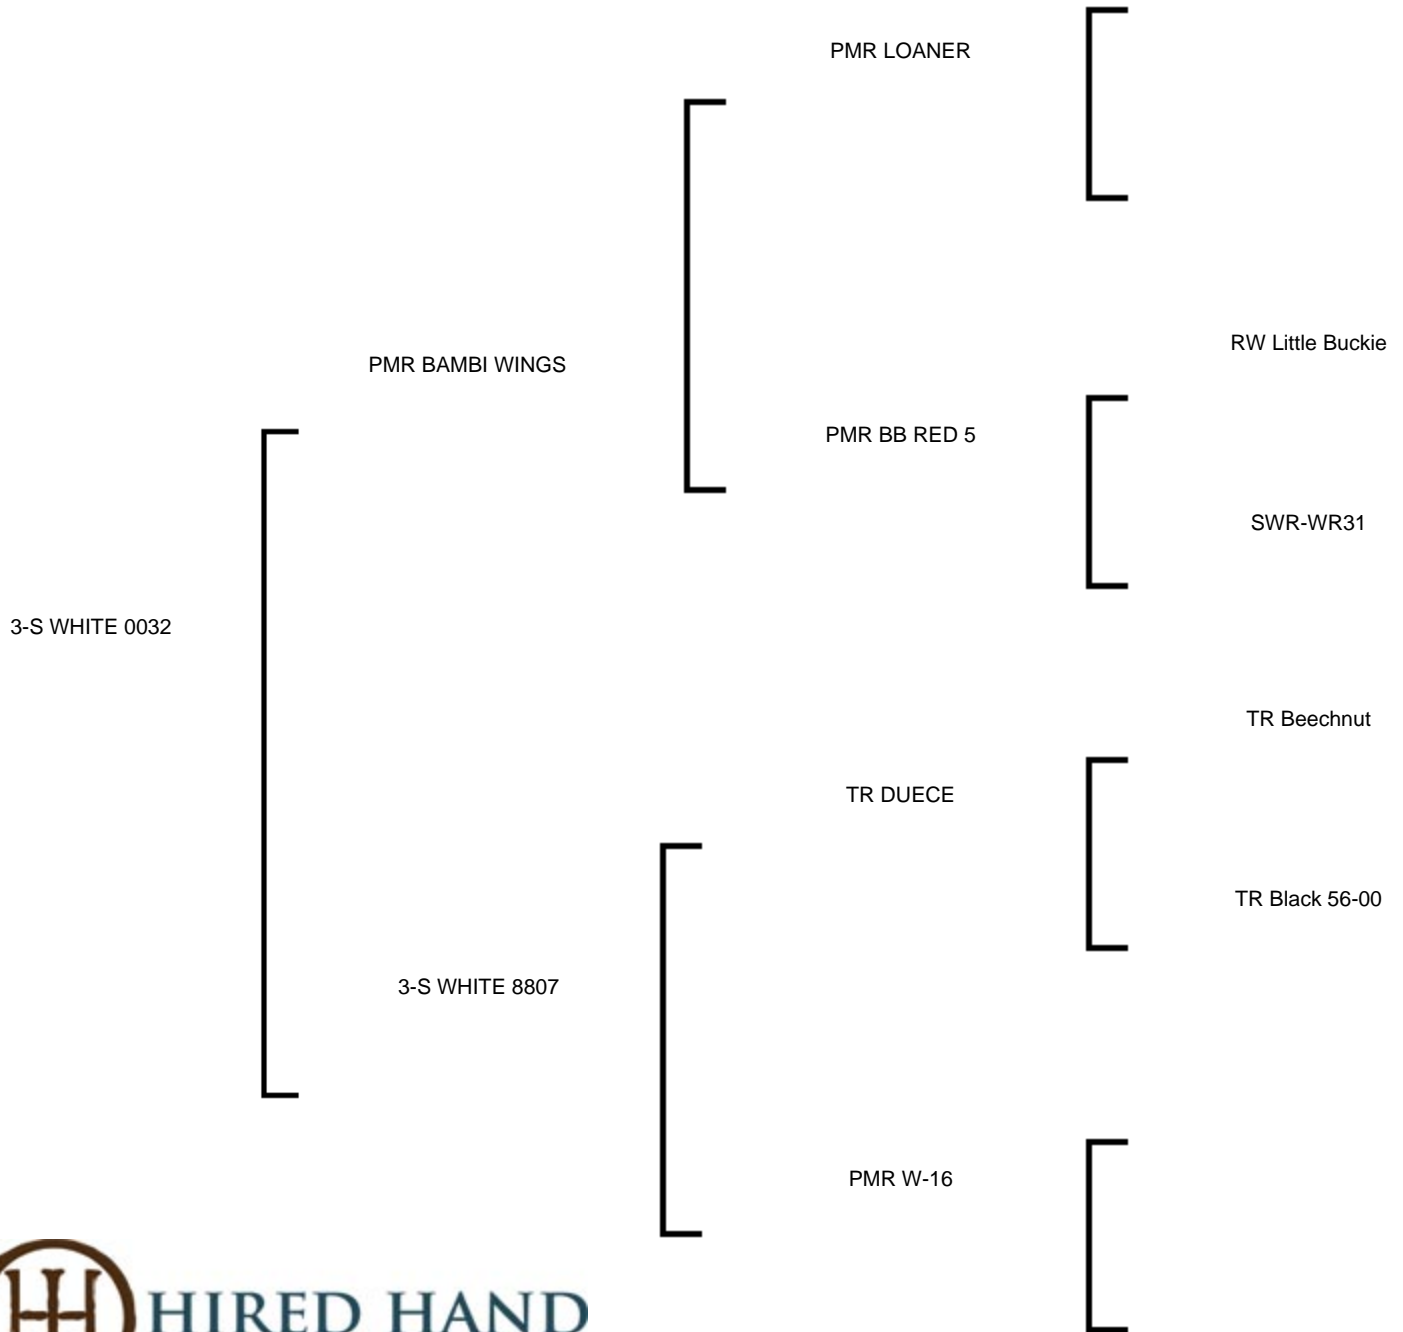 PMR LOANER
RW Little Buckie
PMR BAMBI WINGS
PMR BB RED 5
SWR-WR31
3-S WHITE 0032
TR Beechnut
TR DUECE
TR Black 56-00
3-S WHITE 8807
PMR W-16
HH HIRED HAND